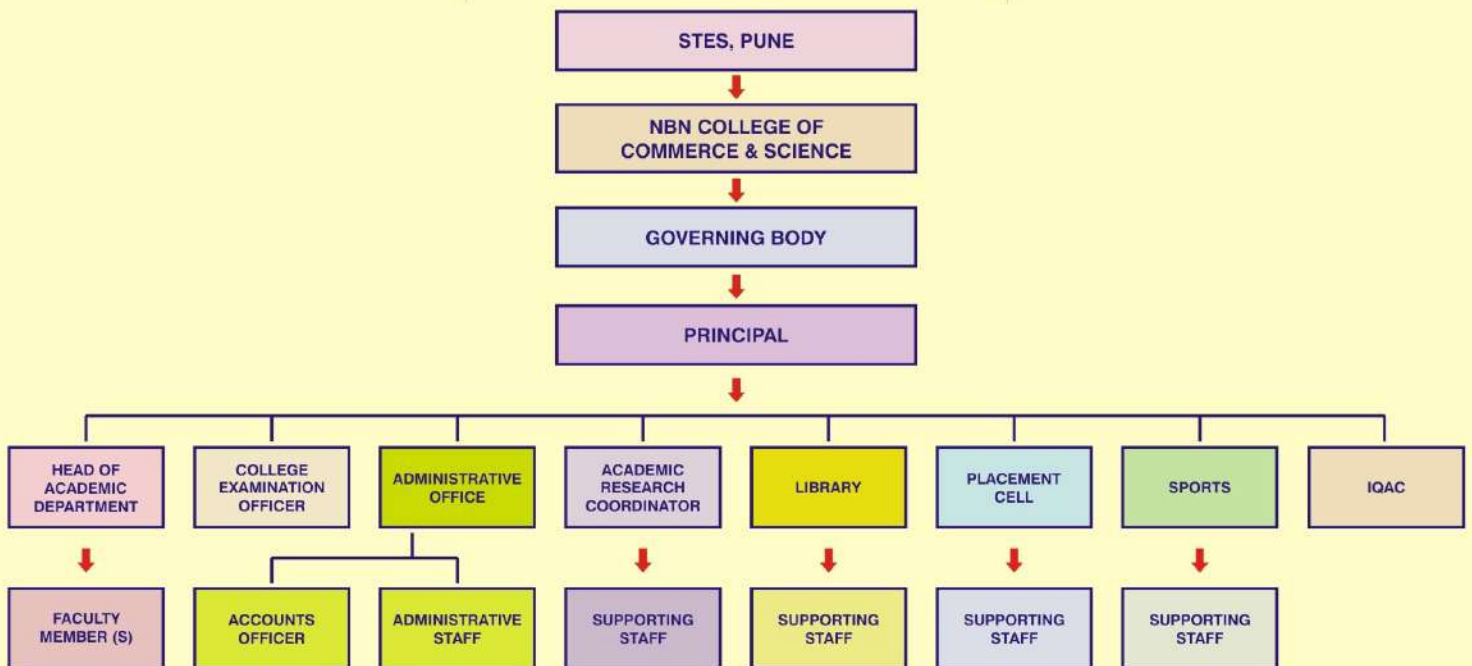 STES, PUNE
NBN COLLEGE OF
COMMERCE & SCIENCE
GOVERNING BODY
PRINCIPAL
HEAD OF
ACADEMIC
DEPARTMENT
COLLEGE
EXAMINATION
OFFICER
ADMINISTRATIVE
OFFICE
ACADEMIC
RESEARCH
COORDINATOR
LIBRARY
PLACEMENT
CELL
SPORTS
IQAC
FACULTY
MEMBER (S)
ACCOUNTS
OFFICER
ADMINISTRATIVE
STAFF
SUPPORTING
STAFF
SUPPORTING
STAFF
SUPPORTING
STAFF
SUPPORTING
STAFF